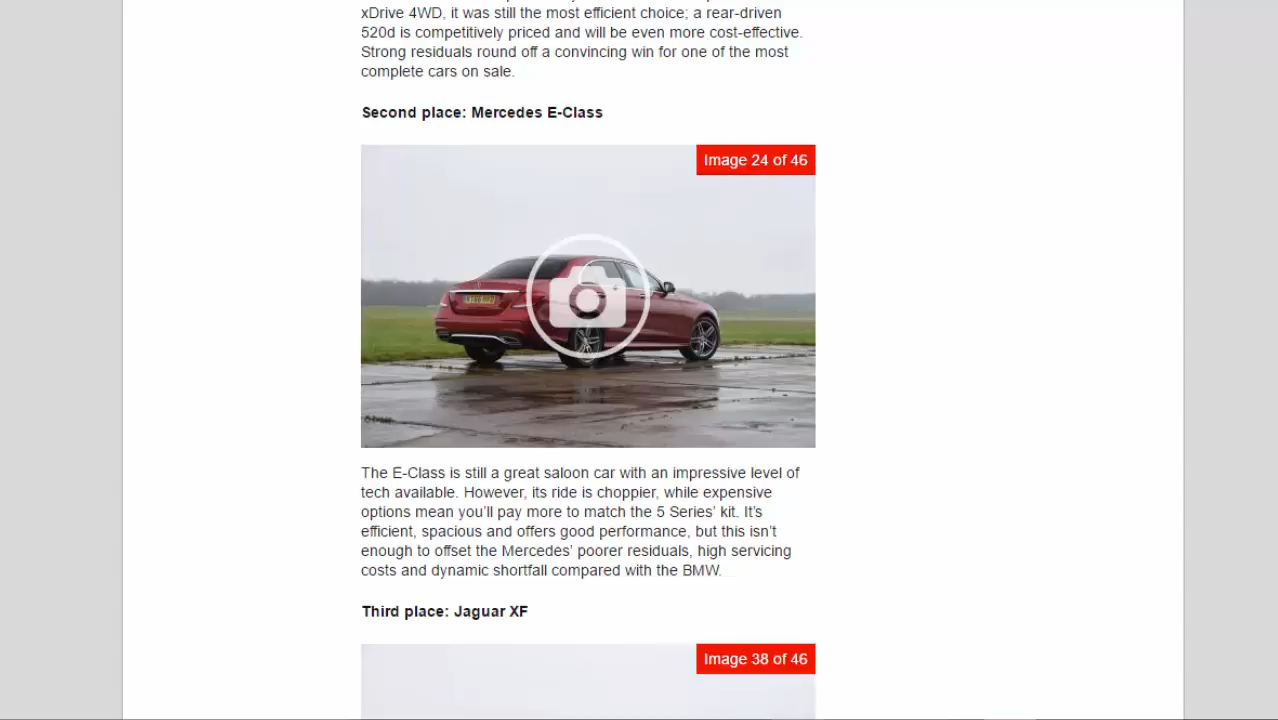 xDrive 4WD, it was still the most efficient choice; a rear-driven
520d is competitively priced and will be even more cost-effective.
Strong residuals round off a convincing win for one of the most
complete cars on sale.
Second place: Mercedes E-Class
Image 24 of 46
The E-Class is still a great saloon car with an impressive level of
tech available. However, its ride is choppier, while expensive
options mean you’ll pay more to match the 5 Series’ kit. It’s
efficient, spacious and offers good performance, but this isn’t
enough to offset the Mercedes’ poorer residuals, high servicing
costs and dynamic shortfall compared with the BMW.
Third place: Jaguar XF
Image 38 of 46